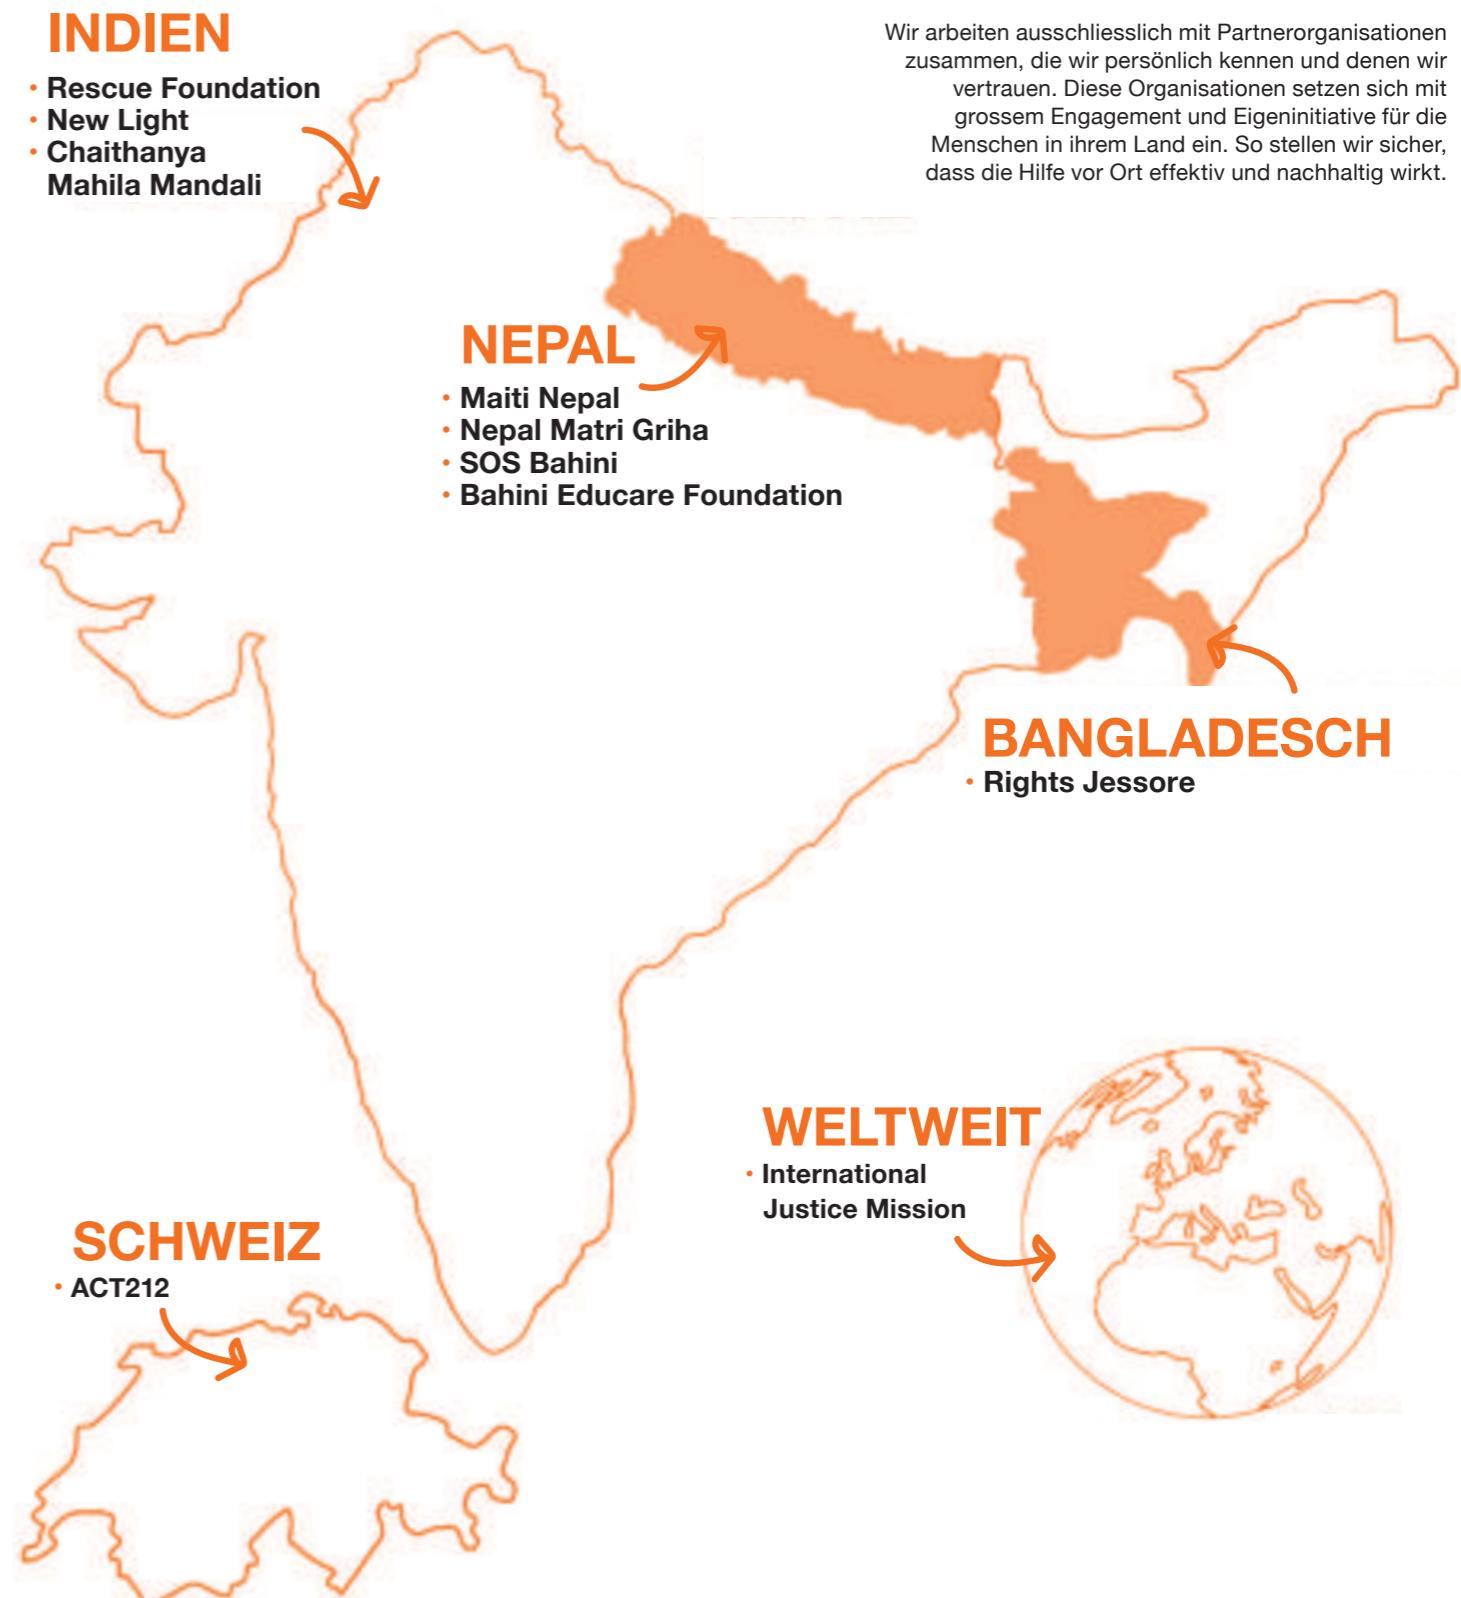 INDIEN
• Rescue Foundation
• New Light
• Chaithanya
Mahila Mandali
Wir arbeiten ausschliesslich mit Partnerorganisationen
zusammen, die wir persönlich kennen und denen wir
vertrauen. Diese Organisationen setzen sich mit
grossem Engagement und Eigeninitiative für die
Menschen in ihrem Land ein. So stellen wir sicher,
dass die Hilfe vor Ort effektiv und nachhaltig wirkt.
NEPAL
• Maiti Nepal
• Nepal Matri Griha
• SOS Bahini
• Bahini Educare Foundation
BANGLADESCH
• Rights Jessore
WELTWEIT
• International
Justice Mission
SCHWEIZ
• ACT212